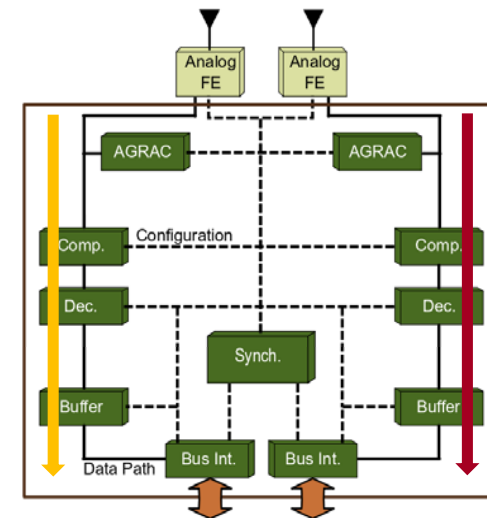 Analog
FE
Analog
FE
AGRAC
AGRAC
Comp.
Configuration
Comp.
Dec.
Dec.
Synch.
Buffer
Buffer
Data Path
Bus Int.
Bus Int.